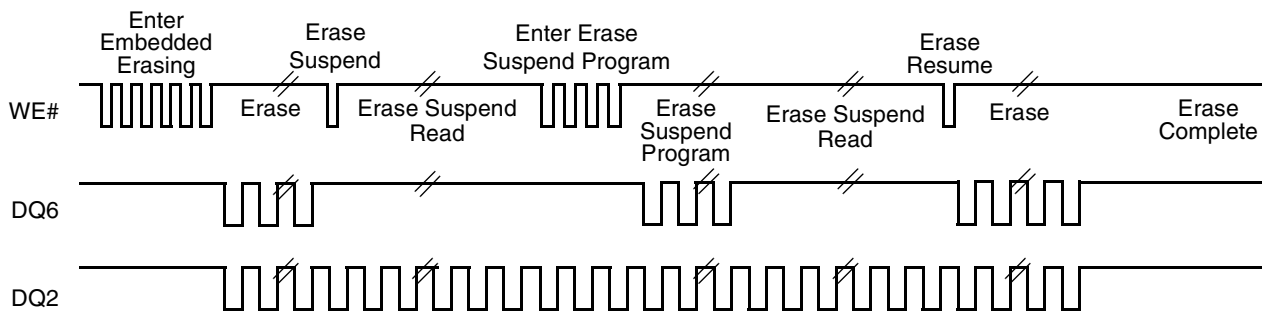 Enter
Embedded
Erasing
Erase
Suspend
Enter Erase
Suspend Program
Erase
Resume
WE#
Erase
Erase Suspend
Read
Erase
Suspend
Program
Erase Suspend
Read
Erase
Erase
Complete
DQ6
DQ2